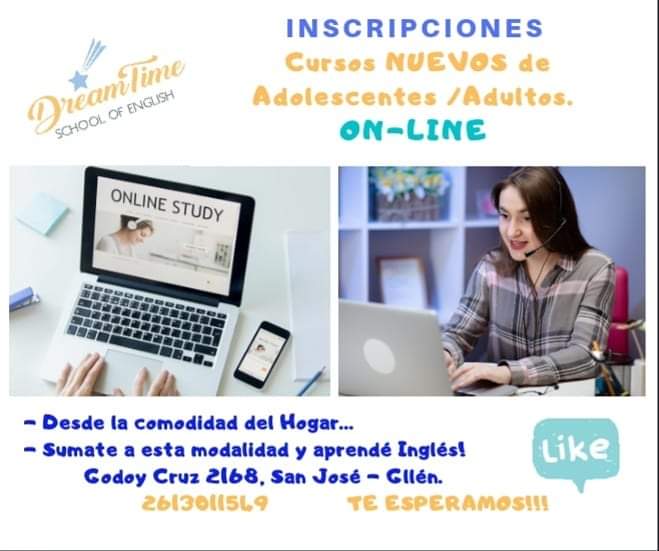 DreamTime
SCHOOL OF ENGLISH
INSCRIPCIONES
Cursos NUEVOS de
Adolescentes /Adultos.
ON-LINE
ONLINE STUDY
- Desde la comodidad del Hogar...
- Sumate a esta modalidad y aprendé Inglés!
Godoy Cruz 2168, San José - Gllén.
2613011549 TE ESPERAMOS!!!
Like